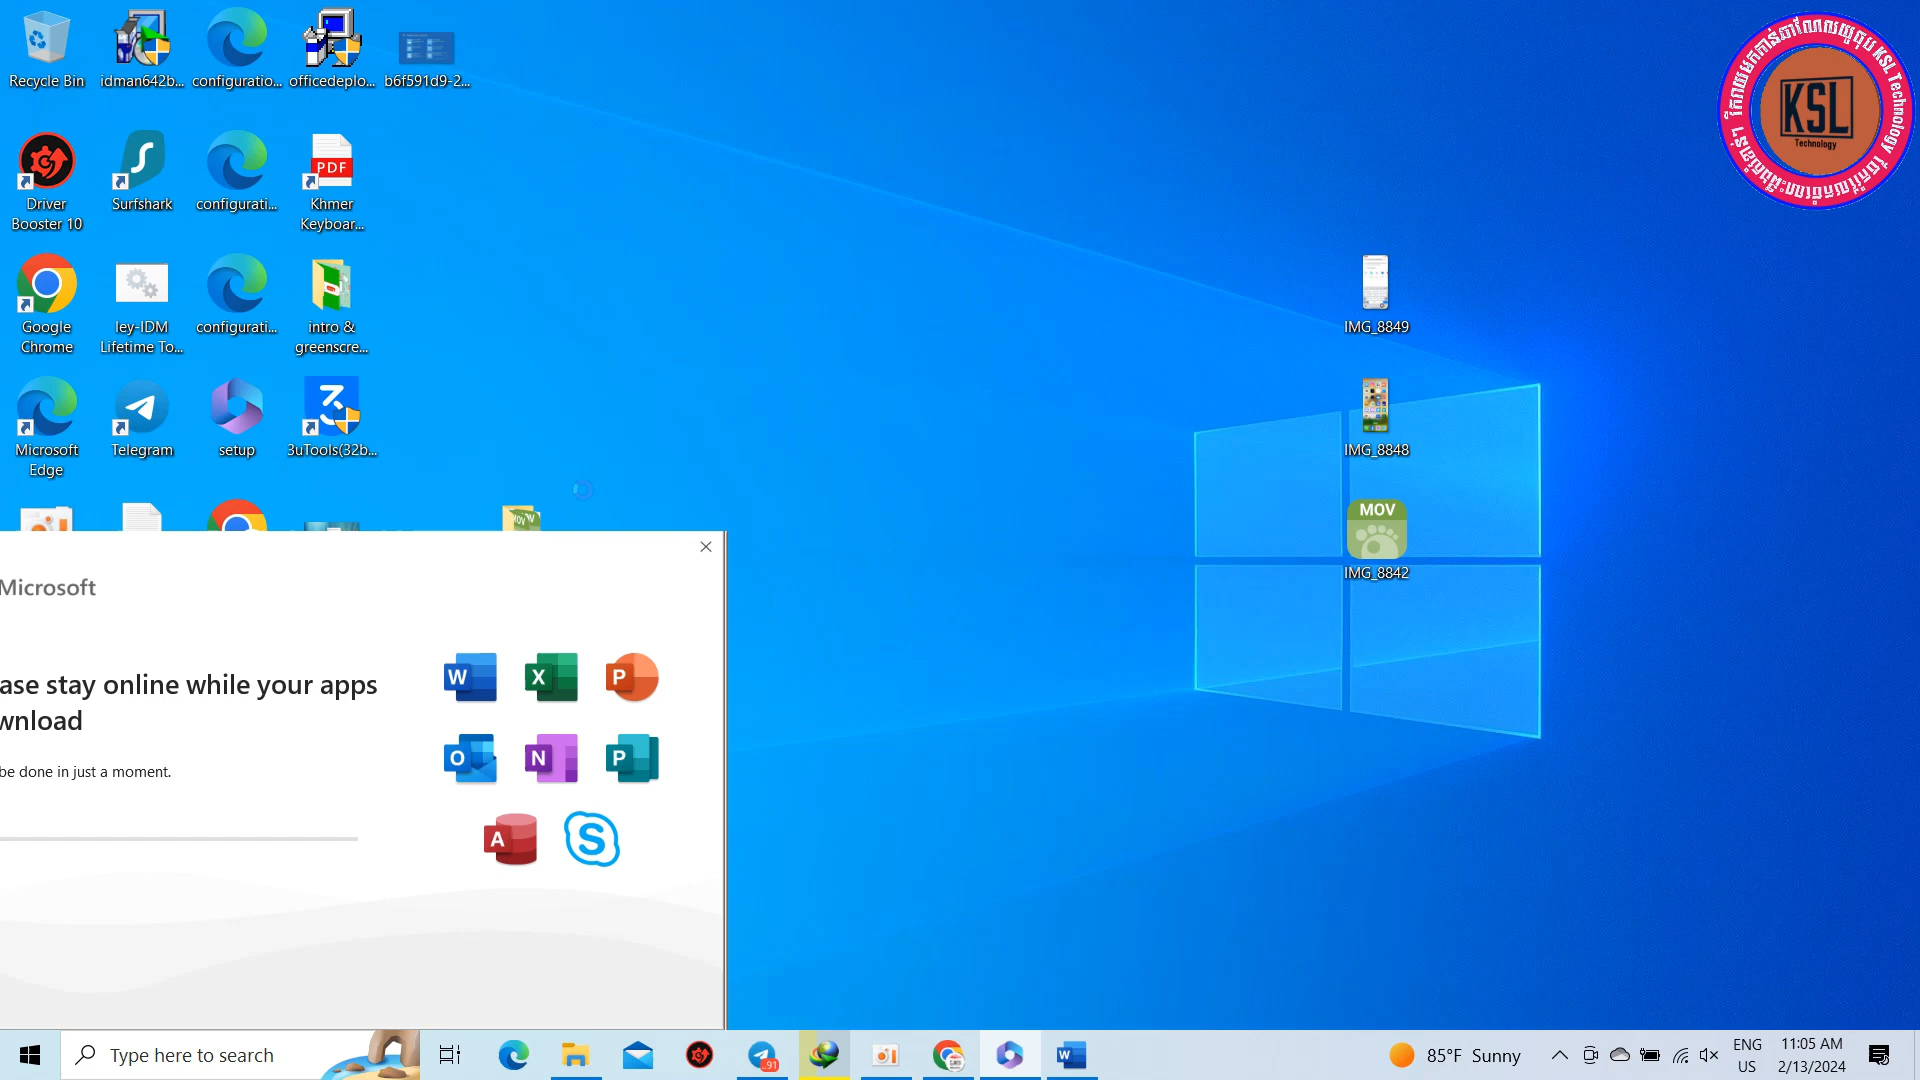 Recycle Bin
idman642b...
configuratio...
officedeplo...
b6f591d9-2...
Driver
Booster 10
Surfshark
configurati...
PDF
Khmer
Keyboar...
Google
Chrome
ley-IDM
Lifetime To...
configurati...
intro &
greenscre...
Microsoft
Edge
Telegram
setup
3uTools(32b...
IMG_8849
IMG_8848
MOV
IMG_8842
KSL
Technology
KSL Technology
Microsoft
ase stay online while your apps
wnload
be done in just a moment.
W
X
P
O
N
P
A
S
Type here to search
91
W
85°F Sunny
ENG
US
11:05 AM
2/13/2024